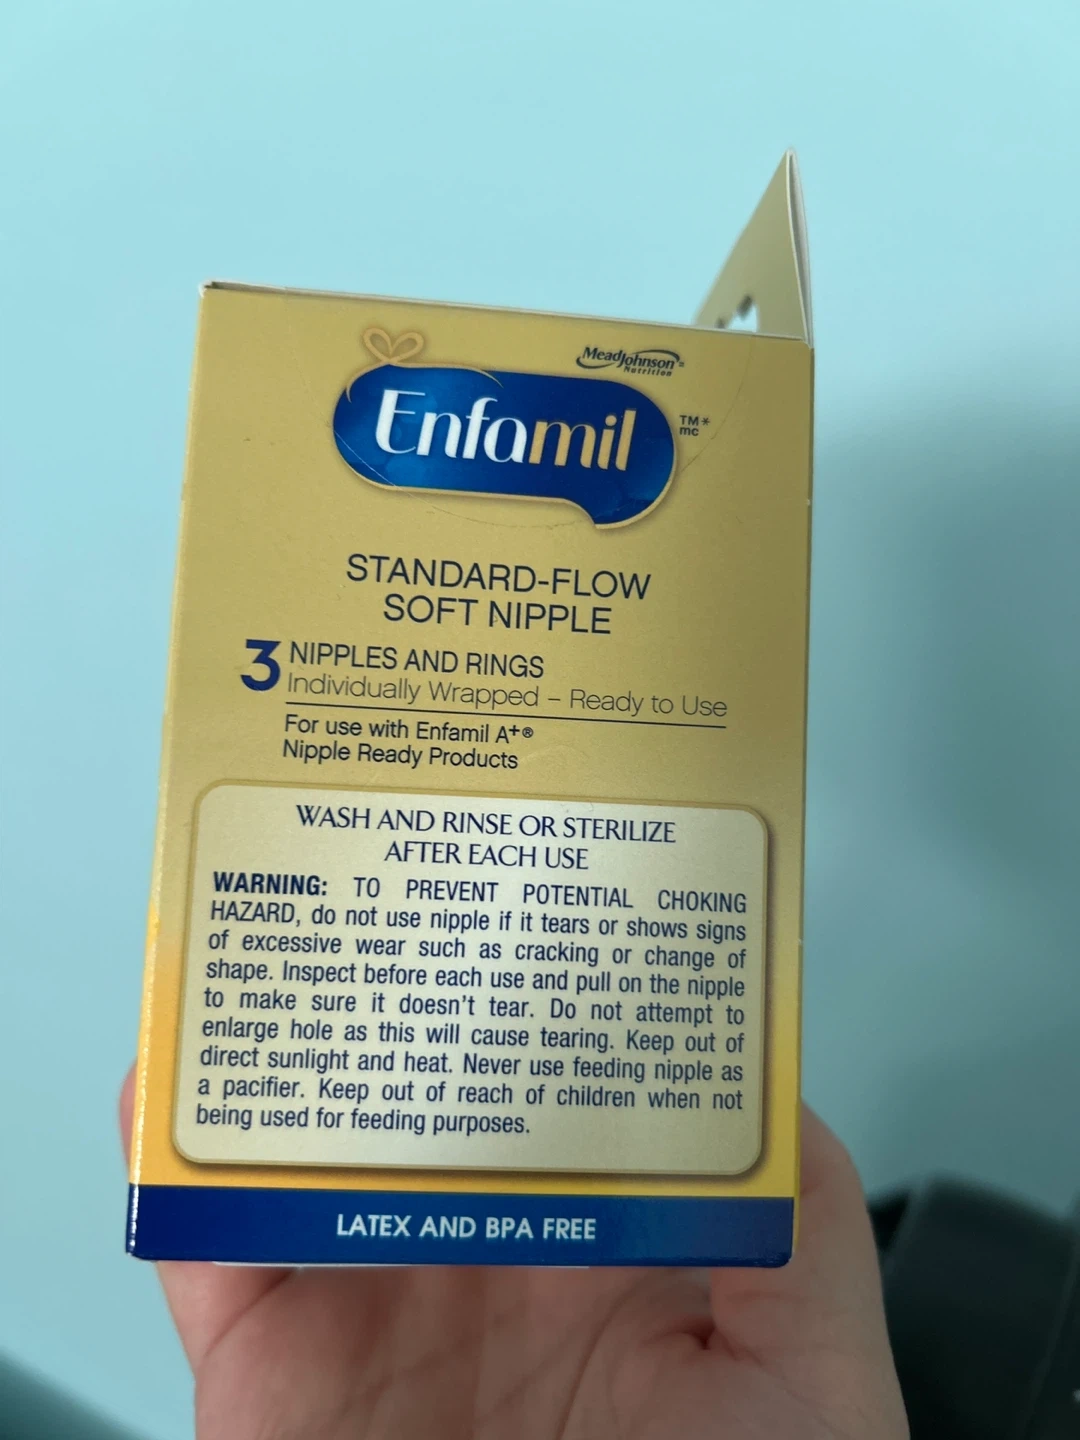 MeadJohnson®
Nutrition
Enfamil
TM*
mc
STANDARD-FLOW
SOFT NIPPLE
3 NIPPLES AND RINGS
Individually Wrapped – Ready to Use
For use with Enfamil A+®
Nipple Ready Products
WASH AND RINSE OR STERILIZE
AFTER EACH USE
WARNING: TO PREVENT POTENTIAL CHOKING
HAZARD, do not use nipple if it tears or shows signs
of excessive wear such as cracking or change of
shape. Inspect before each use and pull on the nipple
to make sure it doesn't tear. Do not attempt to
enlarge hole as this will cause tearing. Keep out of
direct sunlight and heat. Never use feeding nipple as
a pacifier. Keep out of reach of children when not
being used for feeding purposes.
LATEX AND BPA FREE